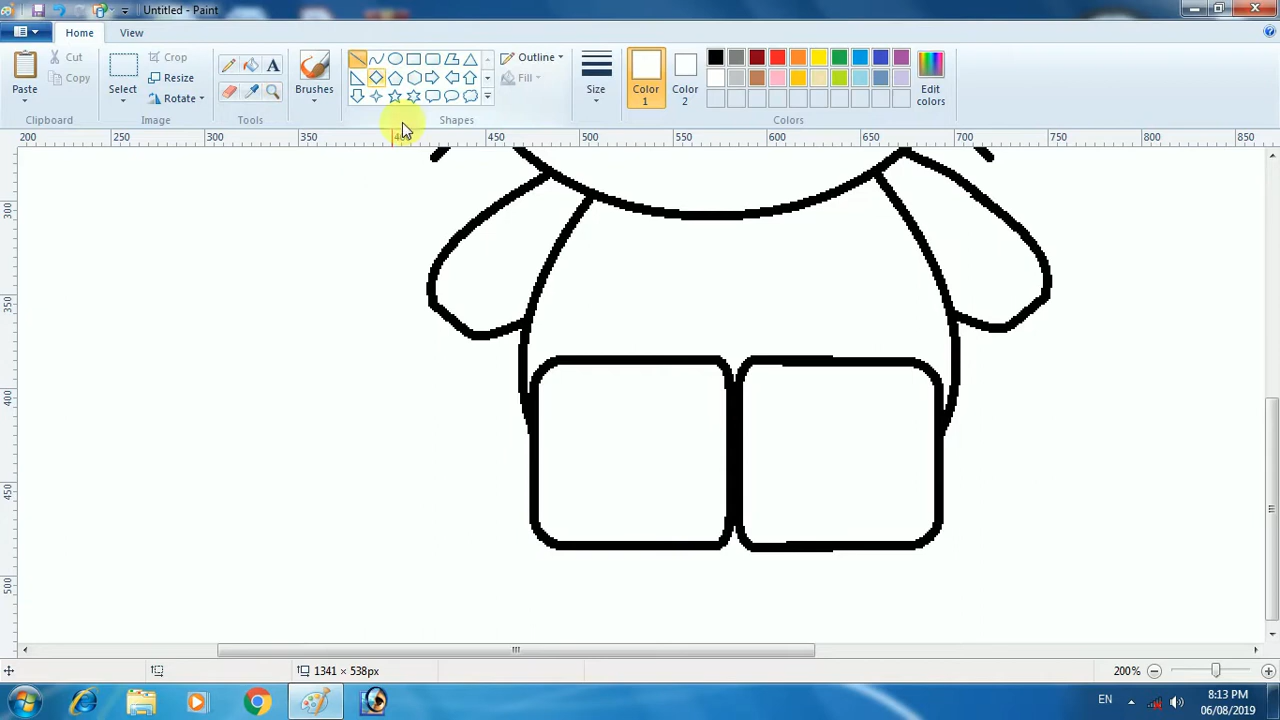 Untitled - Paint
Home
View
Paste
Cut
Copy
Clipboard
Select
Crop
Resize
Rotate
Image
A
Tools
Brushes
Shapes
Outline
Fill
Size
Color 1
Color 2
Edit colors
Colors
200 250 300 350 400 450 500 550 600 650 700 750 800 850
300
350
400
450
500
1341 × 538px
200%
EN
8:13 PM
06/08/2019